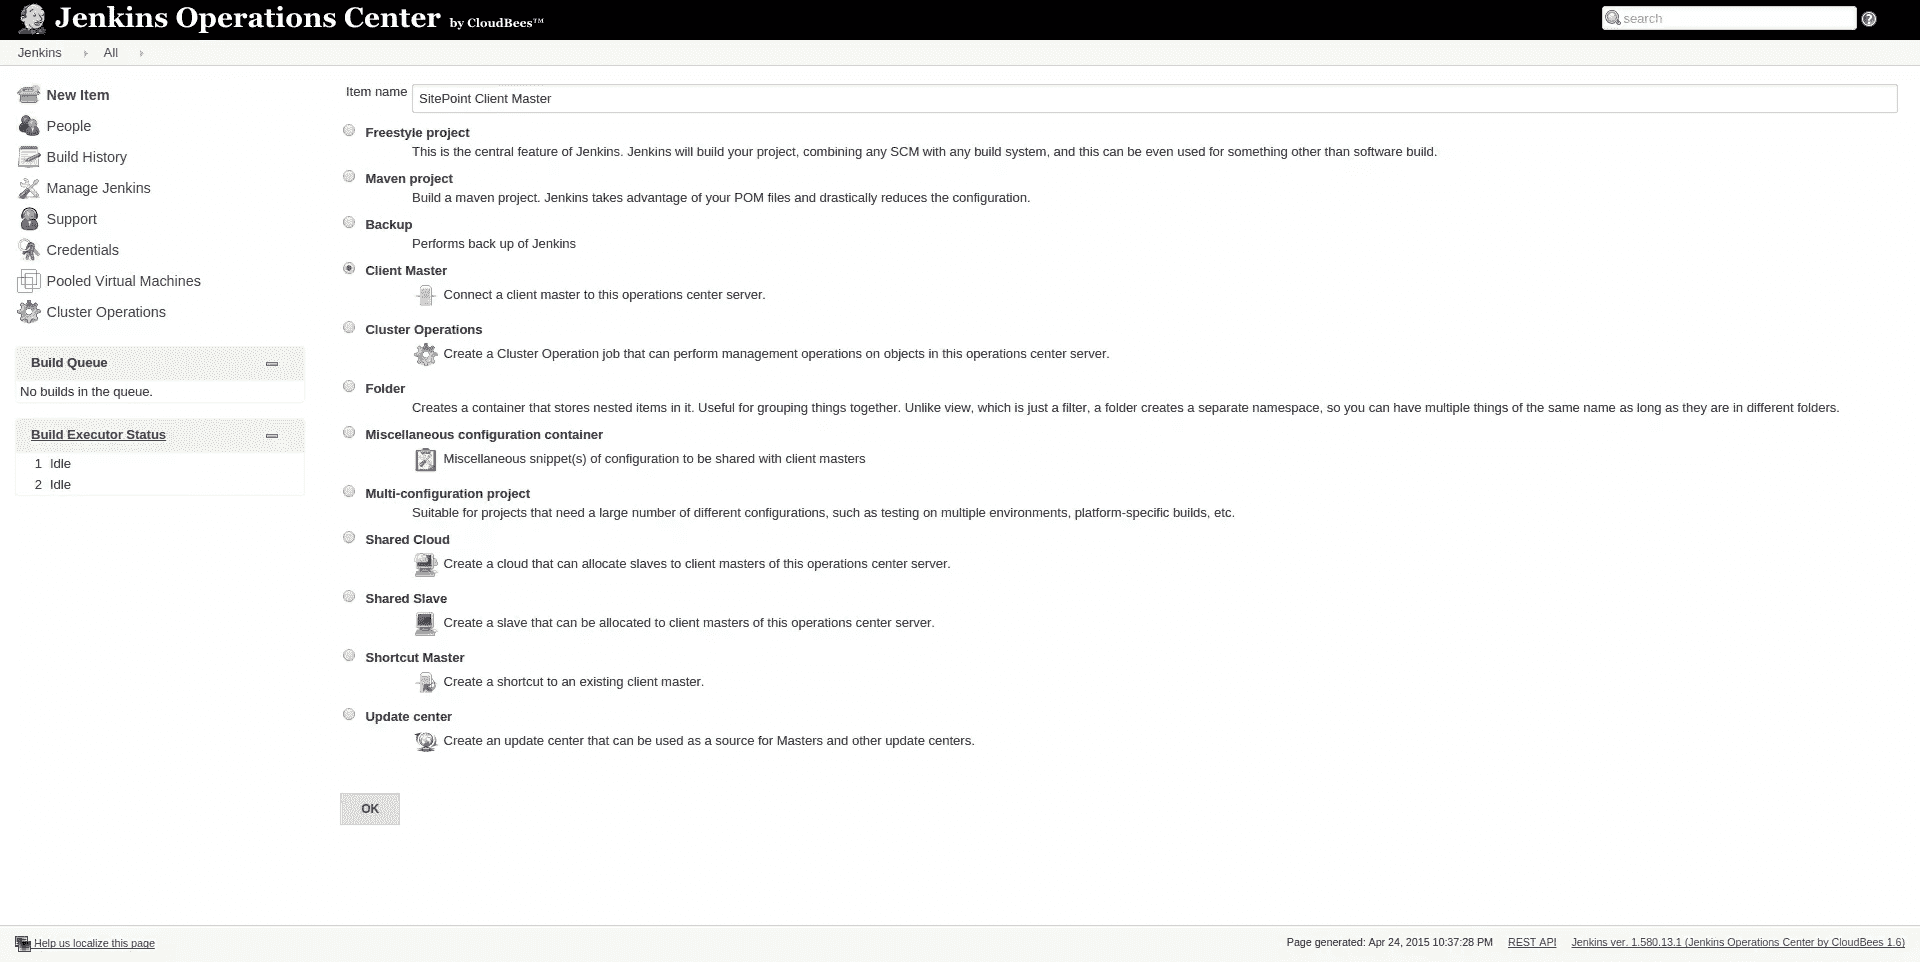 Jenkins Operations Center by CloudBees™
search
Jenkins All
New Item
People
Build History
Manage Jenkins
Support
Credentials
Pooled Virtual Machines
Cluster Operations
Build Queue
No builds in the queue.
Build Executor Status
1 Idle
2 Idle
Item name SitePoint Client Master
Freestyle project
This is the central feature of Jenkins. Jenkins will build your project, combining any SCM with any build system, and this can be even used for something other than software build.
Maven project
Build a maven project. Jenkins takes advantage of your POM files and drastically reduces the configuration.
Backup
Performs back up of Jenkins
Client Master
Connect a client master to this operations center server.
Cluster Operations
Create a Cluster Operation job that can perform management operations on objects in this operations center server.
Folder
Creates a container that stores nested items in it. Useful for grouping things together. Unlike view, which is just a filter, a folder creates a separate namespace, so you can have multiple things of the same name as long as they are in different folders.
Miscellaneous configuration container
Miscellaneous snippet(s) of configuration to be shared with client masters
Multi-configuration project
Suitable for projects that need a large number of different configurations, such as testing on multiple environments, platform-specific builds, etc.
Shared Cloud
Create a cloud that can allocate slaves to client masters of this operations center server.
Shared Slave
Create a slave that can be allocated to client masters of this operations center server.
Shortcut Master
Create a shortcut to an existing client master.
Update center
Create an update center that can be used as a source for Masters and other update centers.
OK
Help us localize this page
Page generated: Apr 24, 2015 10:37:28 PM REST API Jenkins ver. 1.580.13.1 (Jenkins Operations Center by CloudBees 1.6)